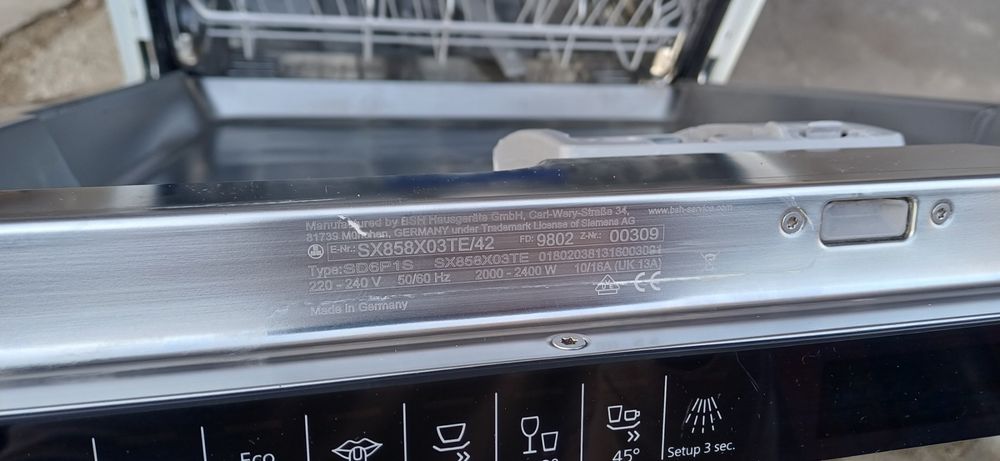 Manufactured by BSH Hausgeräte GmbH, Carl-Wery-Straße 34,
www.bsh-service.com
81739 München, GERMANY under Trademark License of Siemens AG
E-Nr.: SX858X03TE/42 FD: 9802 Z-Nr.: 00309
Type:SD6P1S SX858X03TE 018020381316003091
220 - 240 V 50/60 Hz 2000 - 2400 W 10/16A (UK 13A)
Made in Germany
CE
Eco
45°
Setup 3 sec.